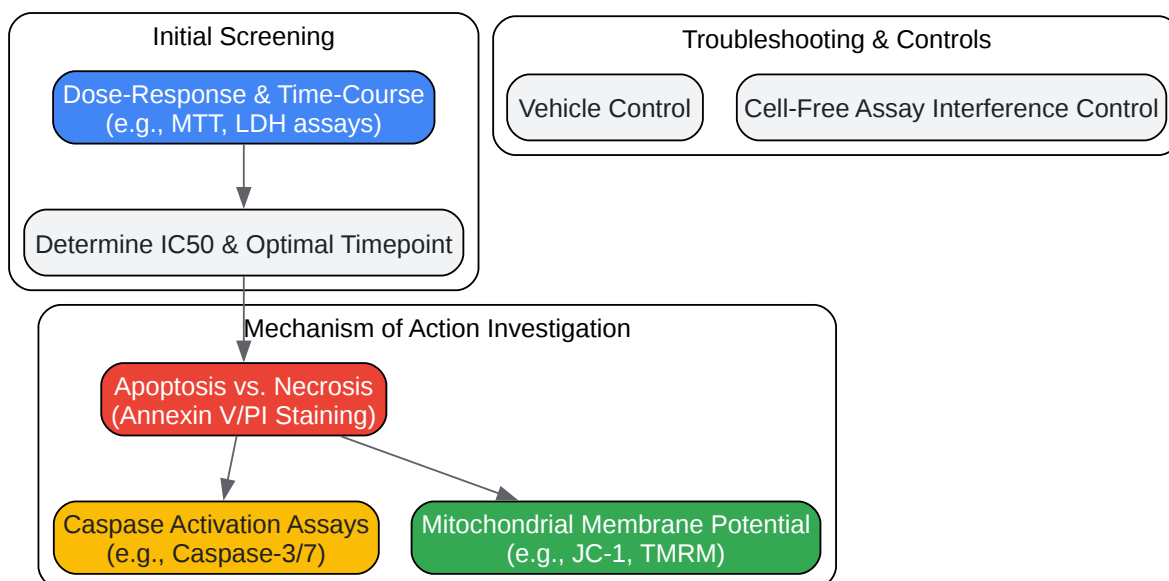 Initial Screening
Dose-Response & Time-Course
(e.g., MTT, LDH assays)
Determine IC50 & Optimal Timepoint
Troubleshooting & Controls
Vehicle Control
Cell-Free Assay Interference Control
Mechanism of Action Investigation
Apoptosis vs. Necrosis
(Annexin V/PI Staining)
Caspase Activation Assays
(e.g., Caspase-3/7)
Mitochondrial Membrane Potential
(e.g., JC-1, TMRM)